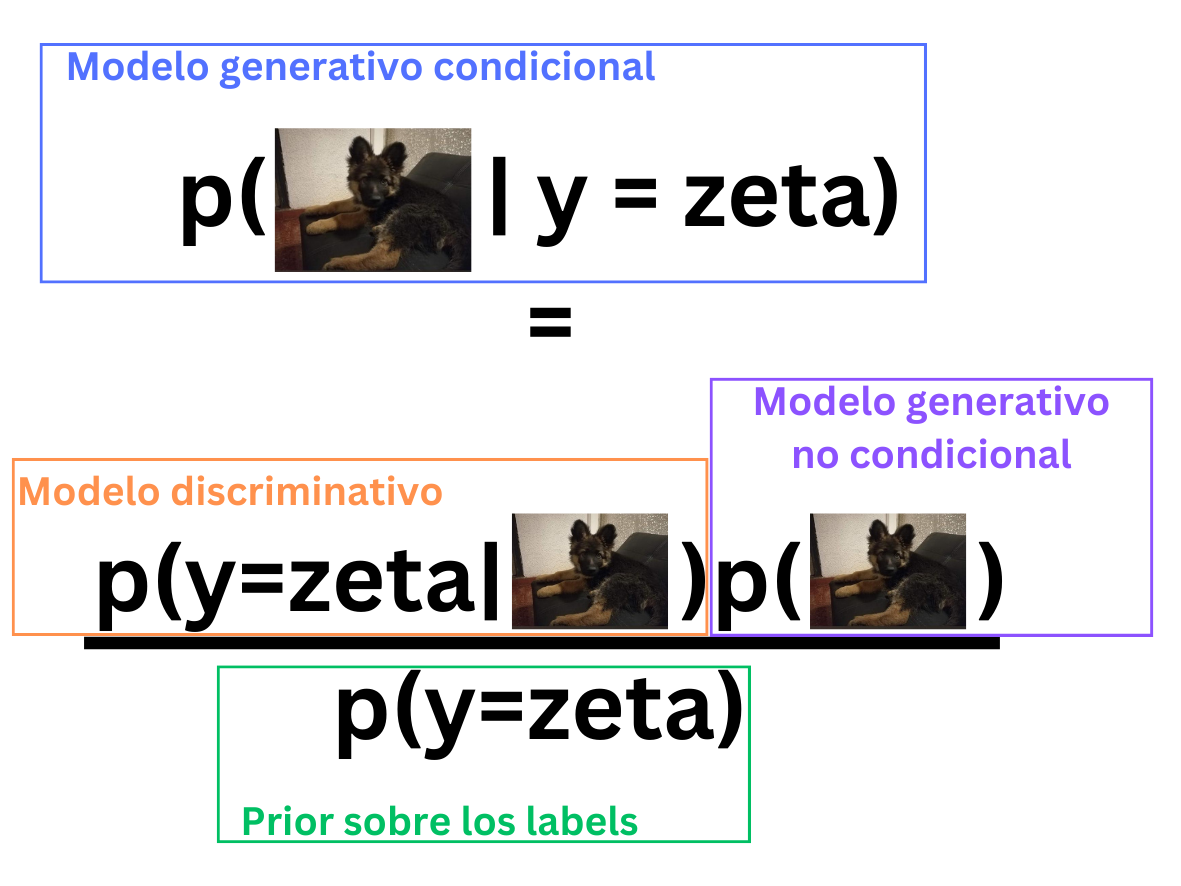 Modelo generativo condicional
p( | y = zeta)
=
Modelo generativo
no condicional
Modelo discriminativo
p(y=zeta| )p( )
p(y=zeta)
Prior sobre los labels